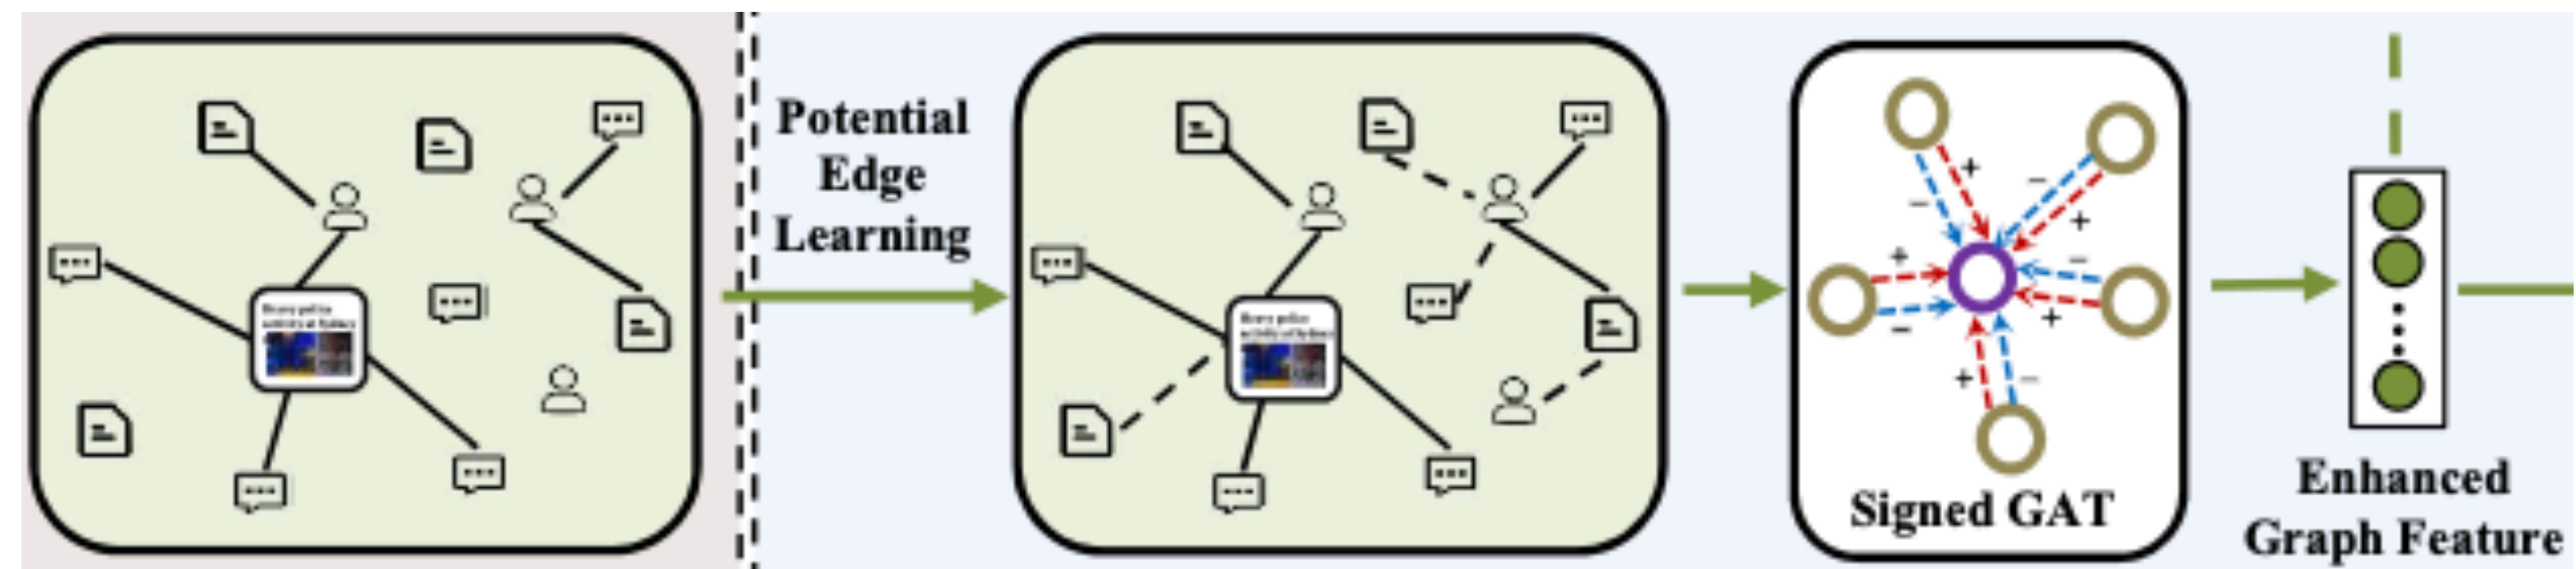 Potential
Edge
Learning
Signed GAT
Enhanced
Graph Feature